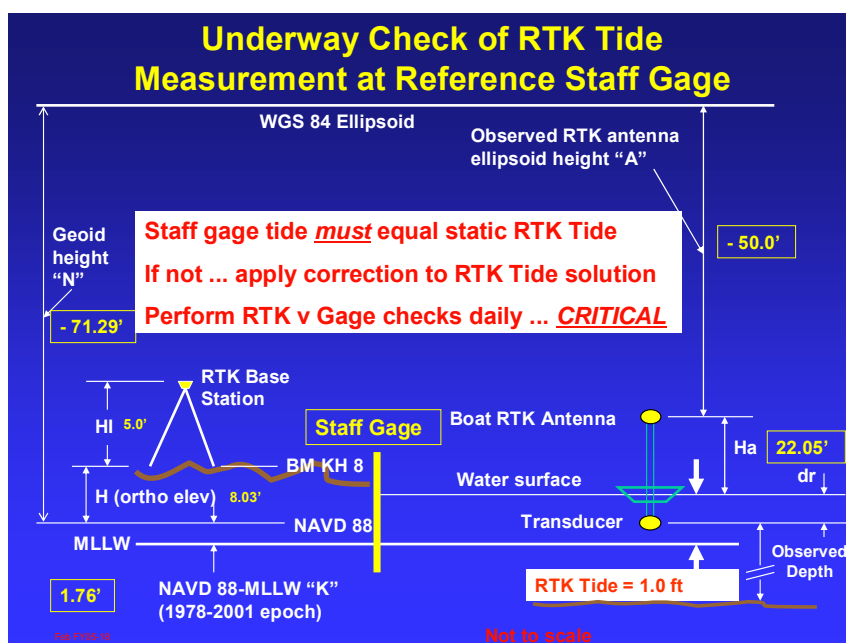 Underway Check of RTK Tide
Measurement at Reference Staff Gage
WGS 84 Ellipsoid
Observed RTK antenna
ellipsoid height “A”
Geoid
height
“N”
Staff gage tide must equal static RTK Tide
If not ... apply correction to RTK Tide solution
Perform RTK v Gage checks daily ... CRITICAL
- 50.0’
- 71.29’
RTK Base
Station
HI 5.0’
Staff Gage
Boat RTK Antenna
Ha
22.05’
BM KH 8
Water surface
dr
H (ortho elev) 8.03’
NAVD 88
Transducer
MLLW
Observed
Depth
1.76’
NAVD 88-MLLW “K”
(1978-2001 epoch)
RTK Tide = 1.0 ft
Not to scale